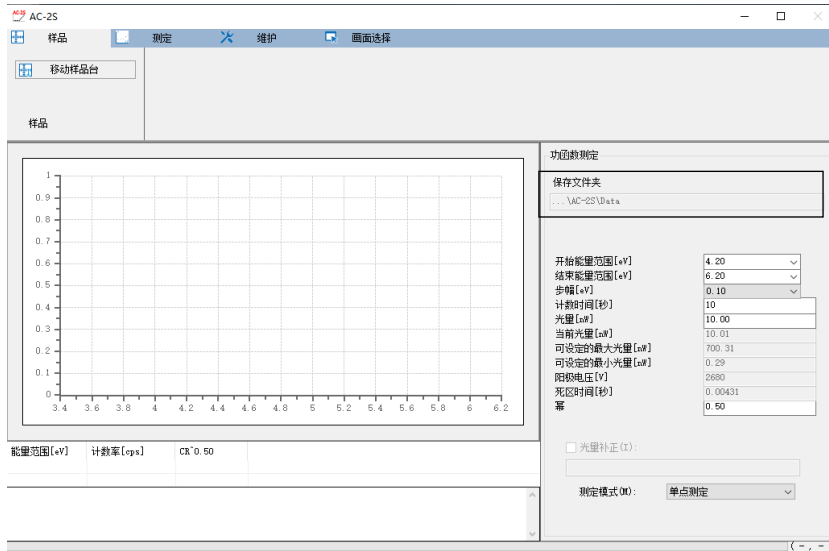 AC-2S AC-2S
样品 测定 维护 画面选择
移动样品台
样品
功函数测定
保存文件夹
...\AC-2S\Data
1
0.9
0.8
0.7
0.6
0.5
0.4
0.3
0.2
0.1
0
3.4 3.6 3.8 4 4.2 4.4 4.6 4.8 5 5.2 5.4 5.6 5.8 6 6.2
开始能量范围[eV] 4.20
结束能量范围[eV] 6.20
步幅[eV] 0.10
计数时间[秒] 10
光量[nW] 10.00
当前光量[nW] 10.01
可设定的最大光量[nW] 700.31
可设定的最小光量[nW] 0.29
阳极电压[V] 2680
死区时间[秒] 0.00431
幂 0.50
能量范围[eV] 计数率[cps] CR^0.50
光量补正(I):
测定模式(M): 单点测定
(-, -